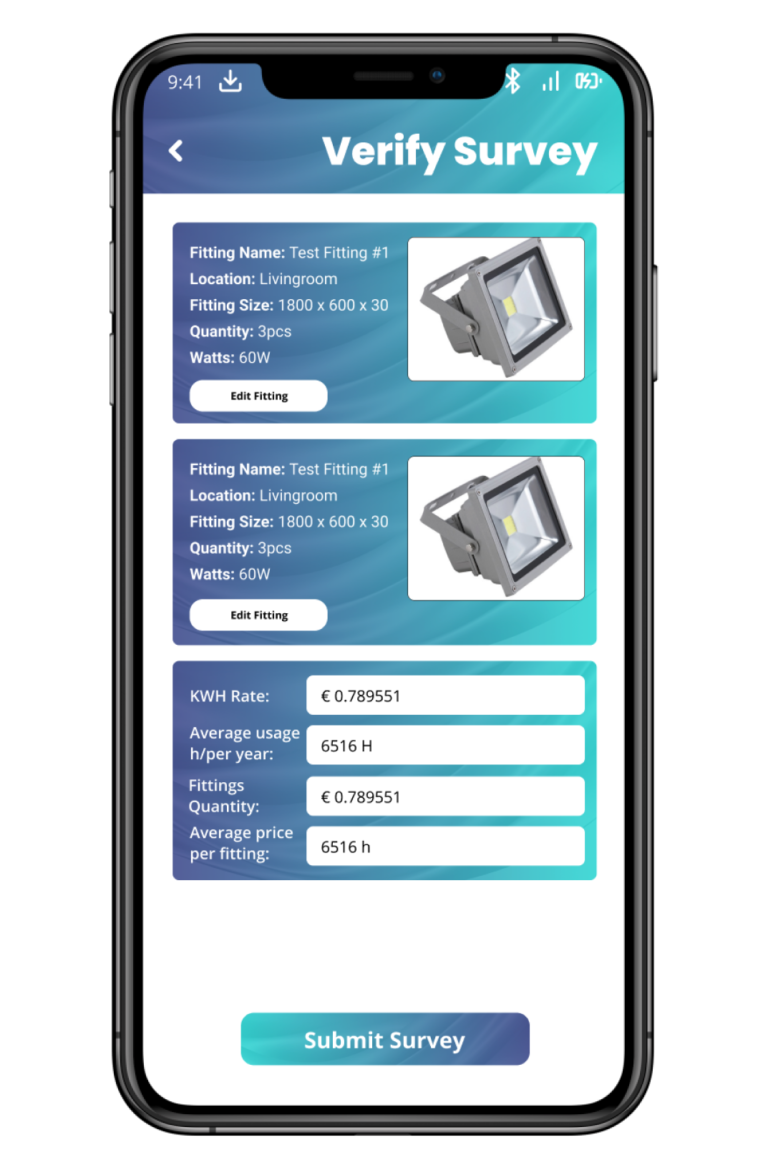 9:41
Verify Survey
Fitting Name: Test Fitting #1
Location: Livingroom
Fitting Size: 1800 x 600 x 30
Quantity: 3pcs
Watts: 60W
Edit Fitting
Fitting Name: Test Fitting #1
Location: Livingroom
Fitting Size: 1800 x 600 x 30
Quantity: 3pcs
Watts: 60W
Edit Fitting
KWH Rate: € 0.789551
Average usage
h/per year:
6516 H
Fittings
Quantity:
€ 0.789551
Average price
per fitting:
6516 h
Submit Survey